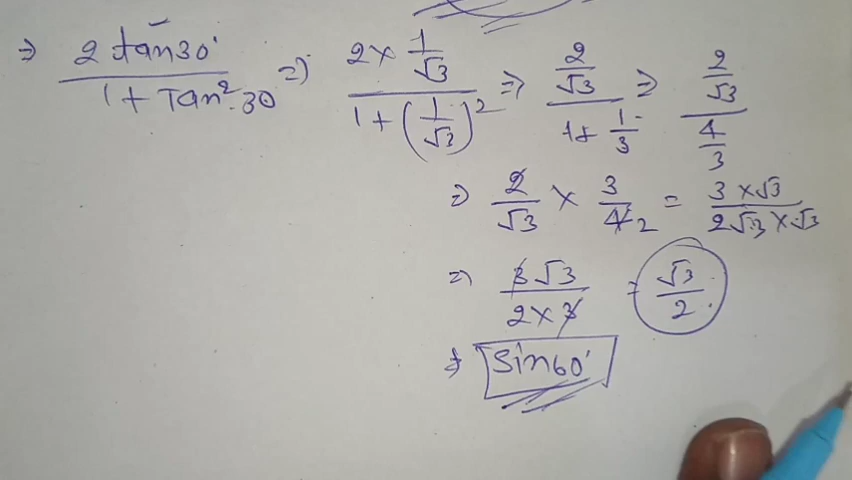 ⇒ 2 tan30° / 1 + Tan² 30 ⇒ 2 × 1/√3 / 1 + (1/√3)² ⇒ 2/√3 / 1 + 1/3 ⇒ 2/√3 / 4/3
⇒ 2/√3 × 3/4 2 = 3 × √3 / 2√3 × √3
⇒ 3√3 / 2 × 3 = √3/2
⇒ Sin60°